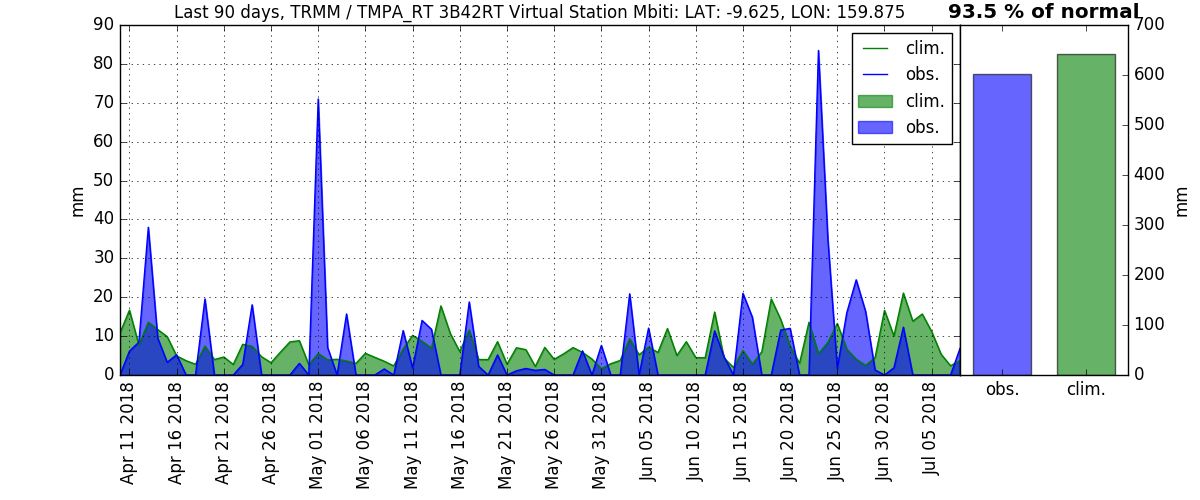 Last 90 days, TRMM / TMPA_RT 3B42RT Virtual Station Mbiti: LAT: -9.625, LON: 159.875
93.5 % of normal
90
80
70
60
50
40
30
20
10
0
mm
clim.
obs.
clim.
obs.
Apr 11 2018
Apr 16 2018
Apr 21 2018
Apr 26 2018
May 01 2018
May 06 2018
May 11 2018
May 16 2018
May 21 2018
May 26 2018
May 31 2018
Jun 05 2018
Jun 10 2018
Jun 15 2018
Jun 20 2018
Jun 25 2018
Jun 30 2018
Jul 05 2018
700
600
500
400
300
200
100
0
mm
obs.
clim.